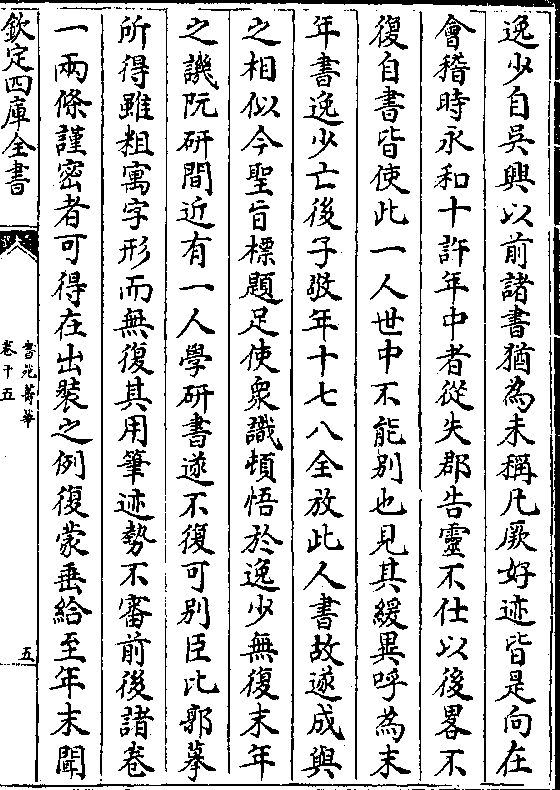 逸少自吳興以前諸書猶為未稱凡厥好迹皆是向在
會稽時永和十許年中者從失郡告靈不仕以後畧不
復自書皆使此一人世中不能别也見其緩異呼為末
年書逸少亡後子敬年十七八全放此人書故遂成與
之相似今聖旨標題足使衆識頓悟於逸少無復末年
之譏阮研間近有一人學研書遂不復可别臣比郭摹
所得雖粗寫字形而無復其用筆迹勢不審前後諸卷
一兩條謹密者可得在出裝之例復蒙垂給至年末間
欽定四庫全書
書苑菁華
卷十五
五